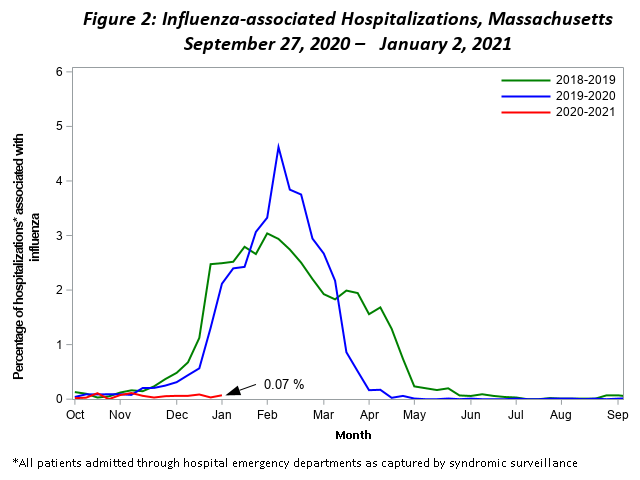 Figure 2: Influenza-associated Hospitalizations, Massachusetts
September 27, 2020 – January 2, 2021
2018-2019
2019-2020
2020-2021
Percentage of hospitalizations* associated with
influenza
6
5
4
3
2
1
0
0.07 %
Oct Nov Dec Jan Feb Mar Apr May Jun Jul Aug Sep
Month
*All patients admitted through hospital emergency departments as captured by syndromic surveillance